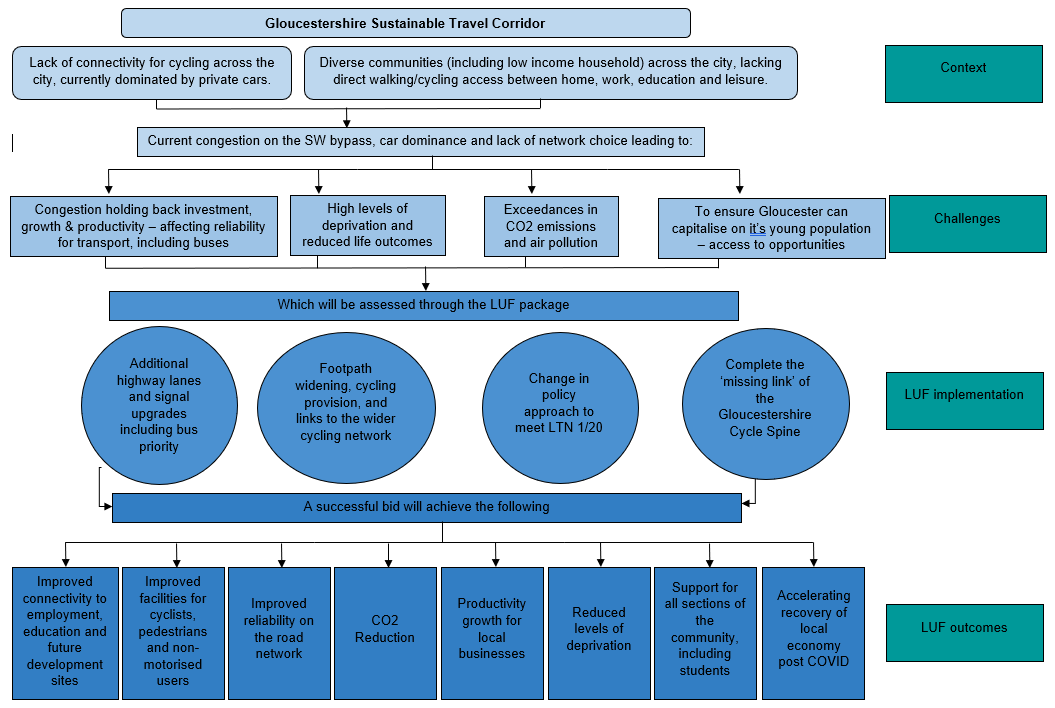 Gloucestershire Sustainable Travel Corridor
Lack of connectivity for cycling across the
city, currently dominated by private cars.
Diverse communities (including low income household) across the city, lacking
direct walking/cycling access between home, work, education and leisure.
Context
Current congestion on the SW bypass, car dominance and lack of network choice leading to:
Congestion holding back investment,
growth & productivity – affecting reliability
for transport, including buses
High levels of
deprivation and
reduced life outcomes
Exceedances in
CO2 emissions
and air pollution
To ensure Gloucester can
capitalise on it's young population
– access to opportunities
Challenges
Which will be assessed through the LUF package
Additional
highway lanes
and signal
upgrades
including bus
priority
Footpath
widening, cycling
provision, and
links to the wider
cycling network
Change in
policy
approach to
meet LTN 1/20
Complete the
'missing link' of
the
Gloucestershire
Cycle Spine
LUF implementation
A successful bid will achieve the following
Improved
connectivity to
employment,
education and
future
development
sites
Improved
facilities for
cyclists,
pedestrians
and non-
motorised
users
Improved
reliability on
the road
network
CO2
Reduction
Productivity
growth for
local
businesses
Reduced
levels of
deprivation
Support for
all sections of
the
community,
including
students
Accelerating
recovery of
local
economy
post COVID
LUF outcomes